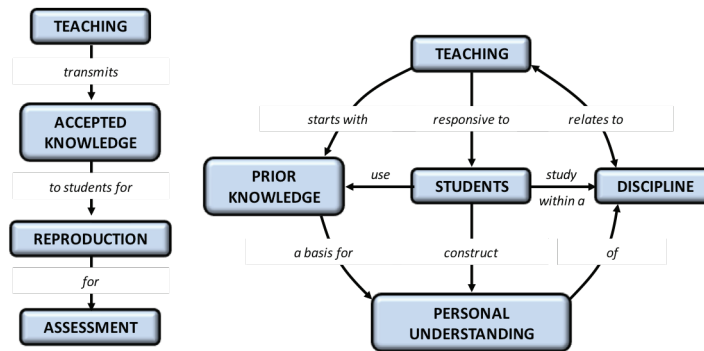 TEACHING
transmits
ACCEPTED
KNOWLEDGE
to students for
REPRODUCTION
for
ASSESSMENT
TEACHING
starts with
responsive to
relates to
PRIOR
KNOWLEDGE
use
STUDENTS
study
within a
DISCIPLINE
a basis for
construct
of
PERSONAL
UNDERSTANDING